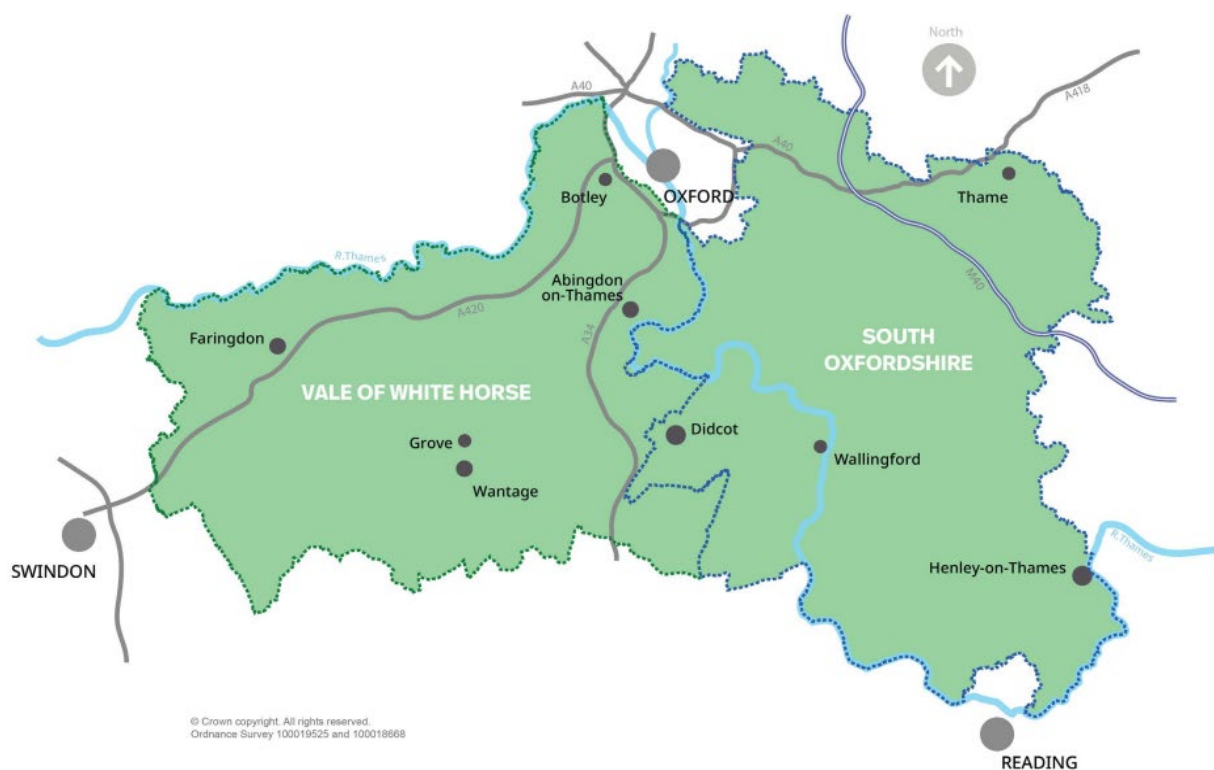 North
A40
A418
A40
OXFORD
Botley
Thame
R.Thames
Abingdon
on-Thames
M40
A420
A34
Faringdon
SOUTH
OXFORDSHIRE
VALE OF WHITE HORSE
Didcot
Grove
Wallingford
Wantage
R.Thames
SWINDON
Henley-on-Thames
© Crown copyright. All rights reserved.
Ordnance Survey 100019525 and 100018668
READING